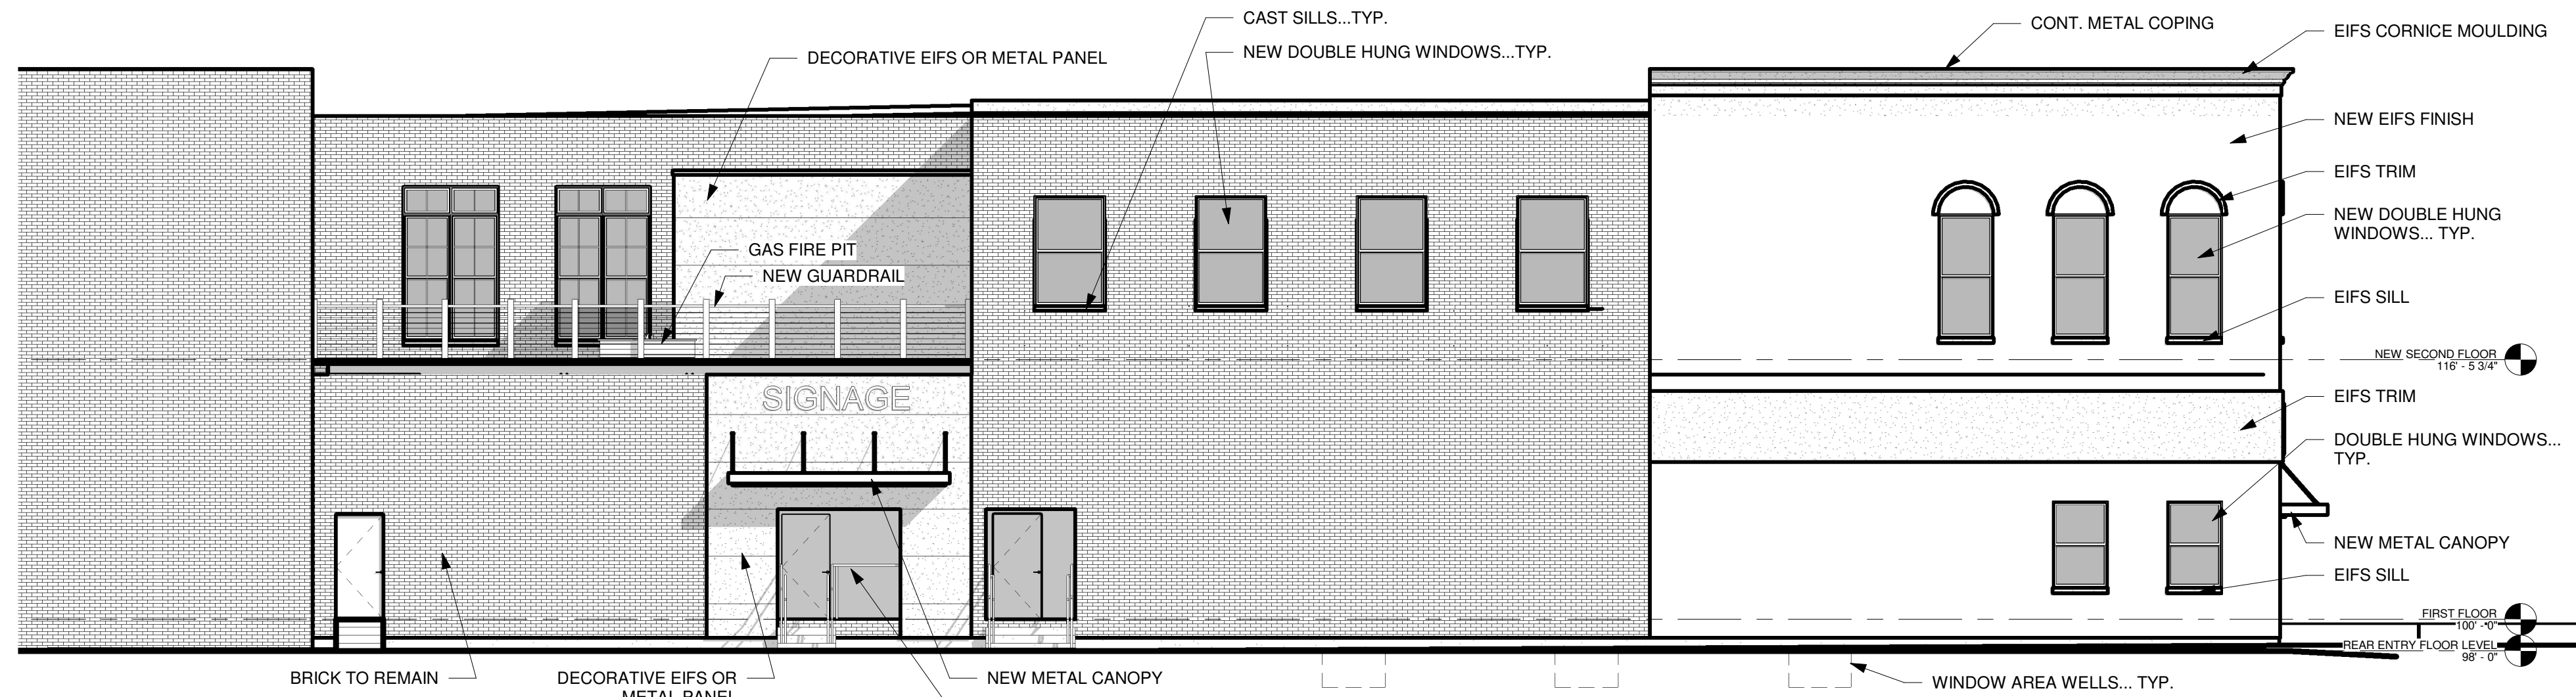 CAST SILLS...TYP.
CONT. METAL COPING
EIFS CORNICE MOULDING
DECORATIVE EIFS OR METAL PANEL
NEW DOUBLE HUNG WINDOWS...TYP.
NEW EIFS FINISH
EIFS TRIM
NEW DOUBLE HUNG
WINDOWS... TYP.
GAS FIRE PIT
NEW GUARDRAIL
EIFS SILL
NEW SECOND FLOOR
116' - 5 3/4"
SIGNAGE
EIFS TRIM
DOUBLE HUNG WINDOWS...
TYP.
NEW METAL CANOPY
EIFS SILL
FIRST FLOOR
100' - 0"
REAR ENTRY FLOOR LEVEL
98' - 0"
BRICK TO REMAIN
DECORATIVE EIFS OR
METAL PANEL
NEW METAL CANOPY
WINDOW AREA WELLS... TYP.